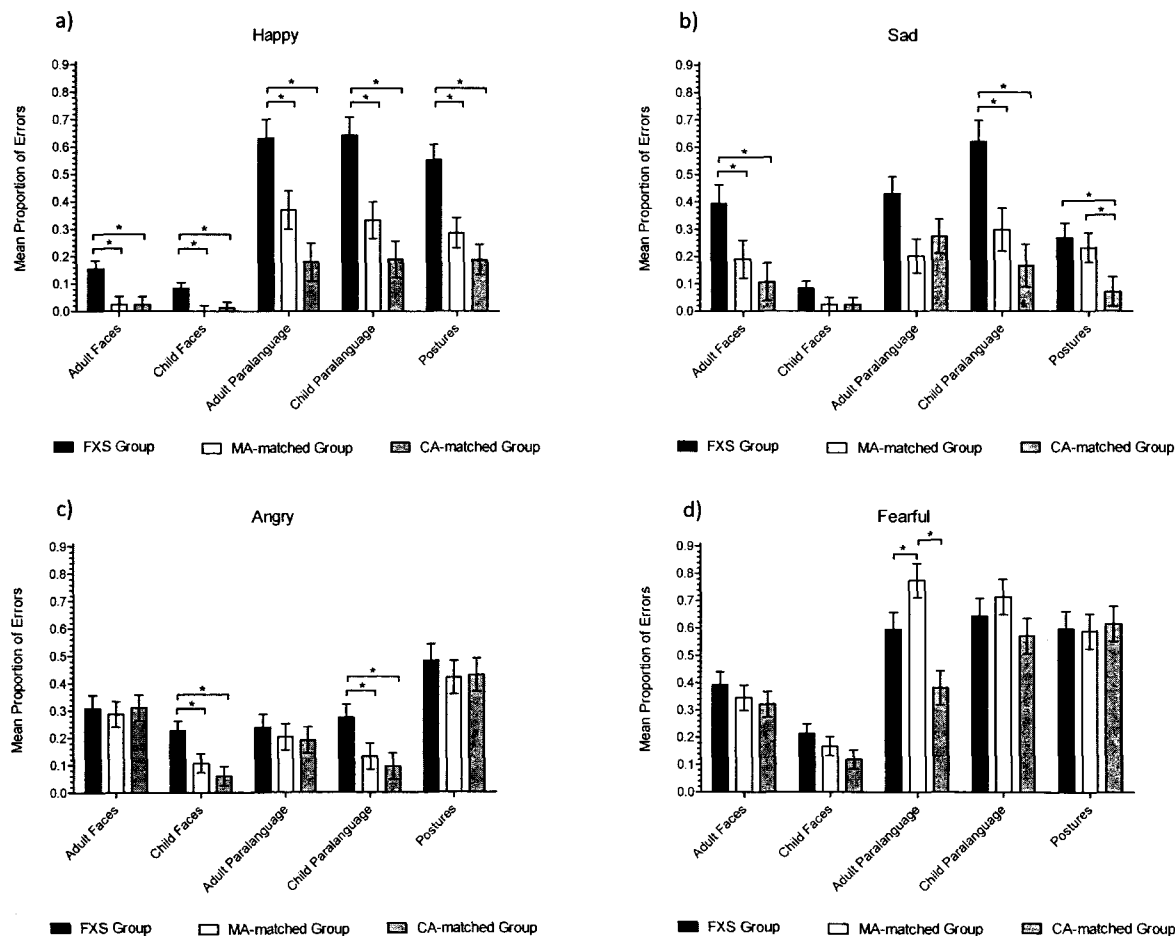 a)
Happy
Mean Proportion of Errors
0.9
0.8
0.7
0.6
0.5
0.4
0.3
0.2
0.1
0.0
* * * * * * * * * *
Adult Faces
Child Faces
Adult Paralanguage
Child Paralanguage
Postures
FXS Group MA-matched Group CA-matched Group
b)
Sad
Mean Proportion of Errors
0.9
0.8
0.7
0.6
0.5
0.4
0.3
0.2
0.1
0.0
* * * * * *
Adult Faces
Child Faces
Adult Paralanguage
Child Paralanguage
Postures
FXS Group MA-matched Group CA-matched Group
c)
Angry
Mean Proportion of Errors
0.9
0.8
0.7
0.6
0.5
0.4
0.3
0.2
0.1
0.0
* * * *
Adult Faces
Child Faces
Adult Paralanguage
Child Paralanguage
Postures
FXS Group MA-matched Group CA-matched Group
d)
Fearful
Mean Proportion of Errors
0.9
0.8
0.7
0.6
0.5
0.4
0.3
0.2
0.1
0.0
* *
Adult Faces
Child Faces
Adult Paralanguage
Child Paralanguage
Postures
FXS Group MA-matched Group CA-matched Group